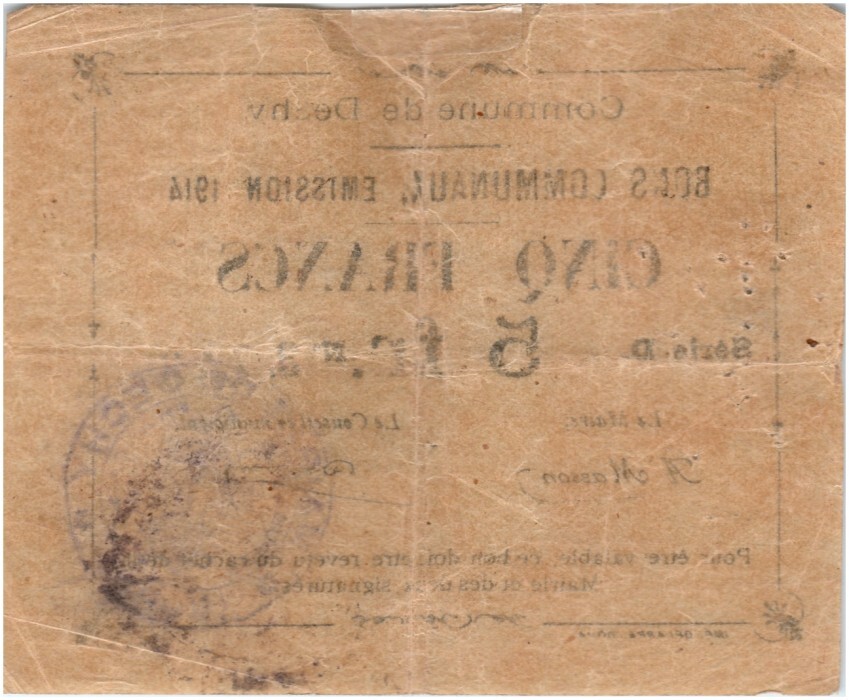 Commune de Dechy
BONS COMMUNAUX, EMISSION 1914
CINQ FRANCS
Série D. 5 fr.
Le Maire, Le Conseiller municipal,
A Masson
Pour être valable, ce bon doit être revêtu du cachet de la
Mairie et des deux signatures.